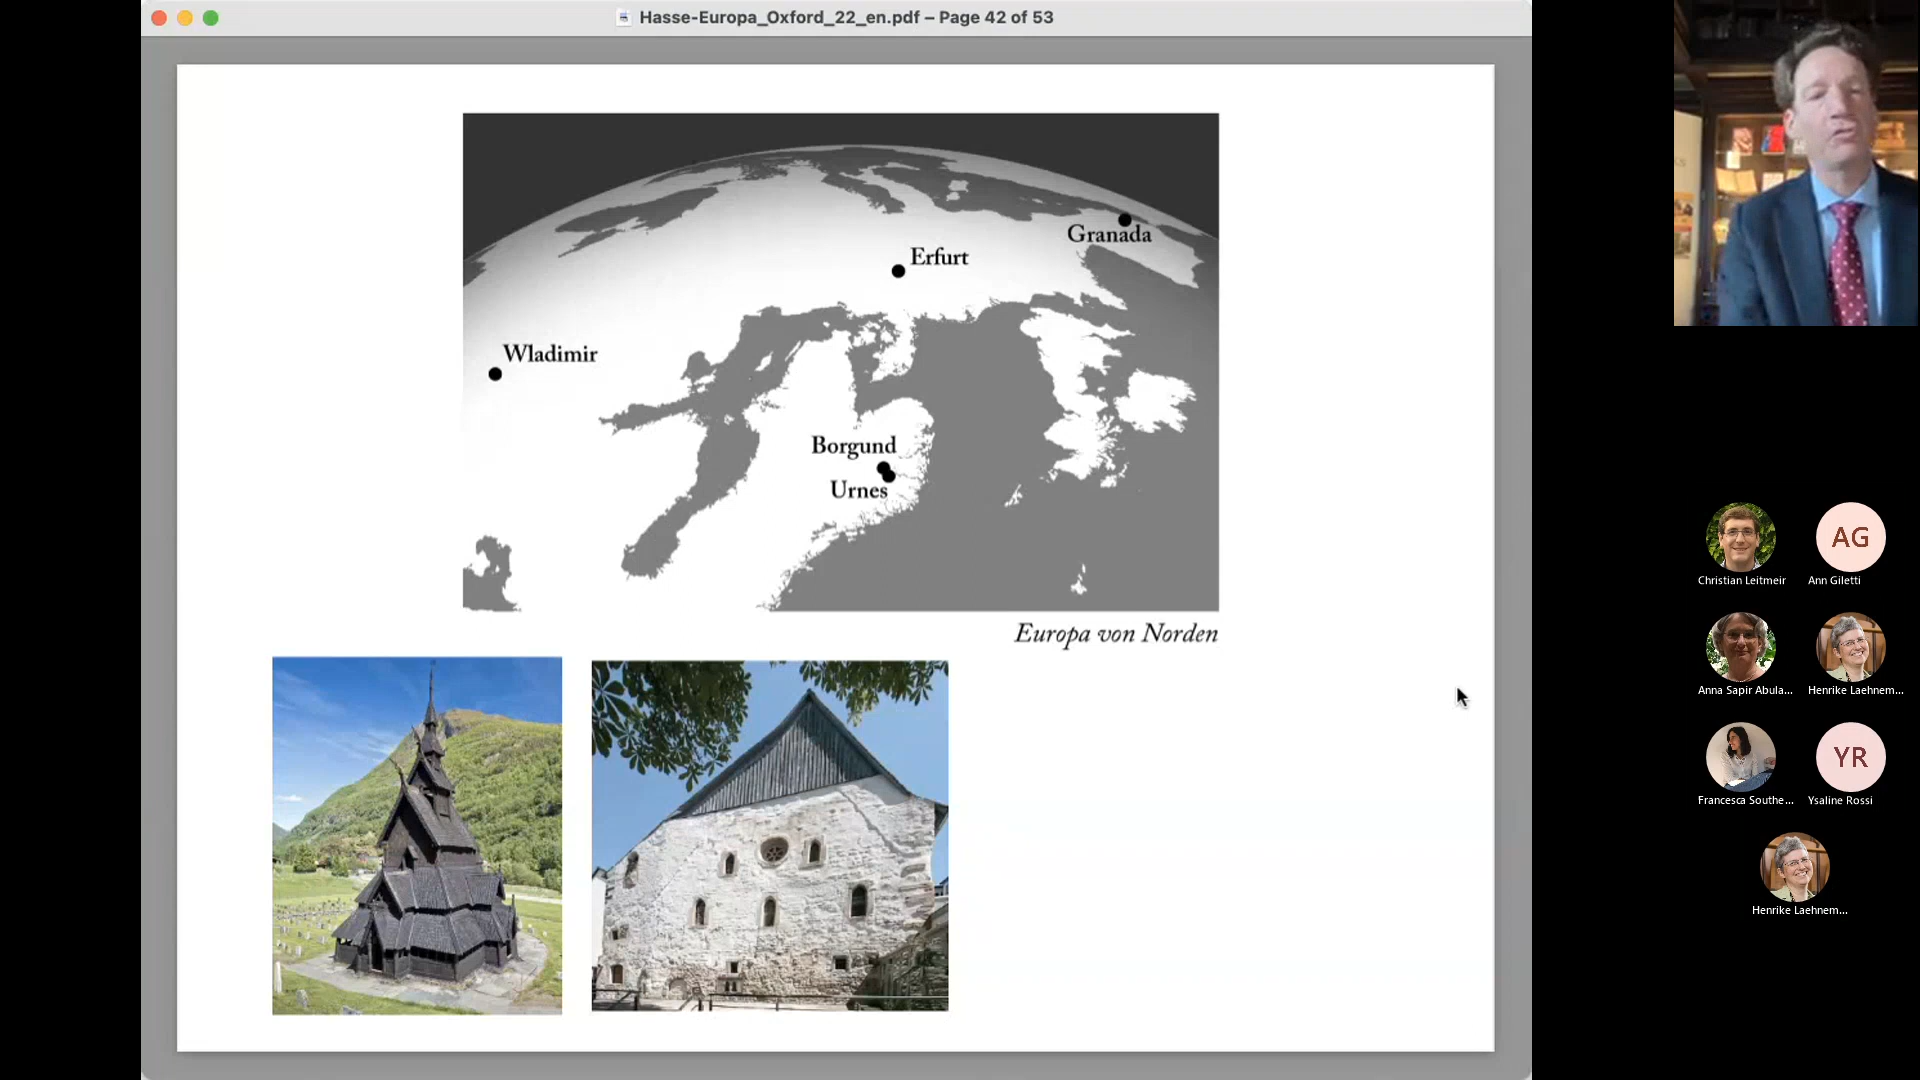 Hasse-Europa_Oxford_22_en.pdf – Page 42 of 53
Granada
Erfurt
Wladimir
Borgund
Urnes
Europa von Norden
AG
Christian Leitmeir
Ann Giletti
Anna Sapir Abula...
Henrike Laehnem...
YR
Francesca Southe...
Ysaline Rossi
Henrike Laehnem...